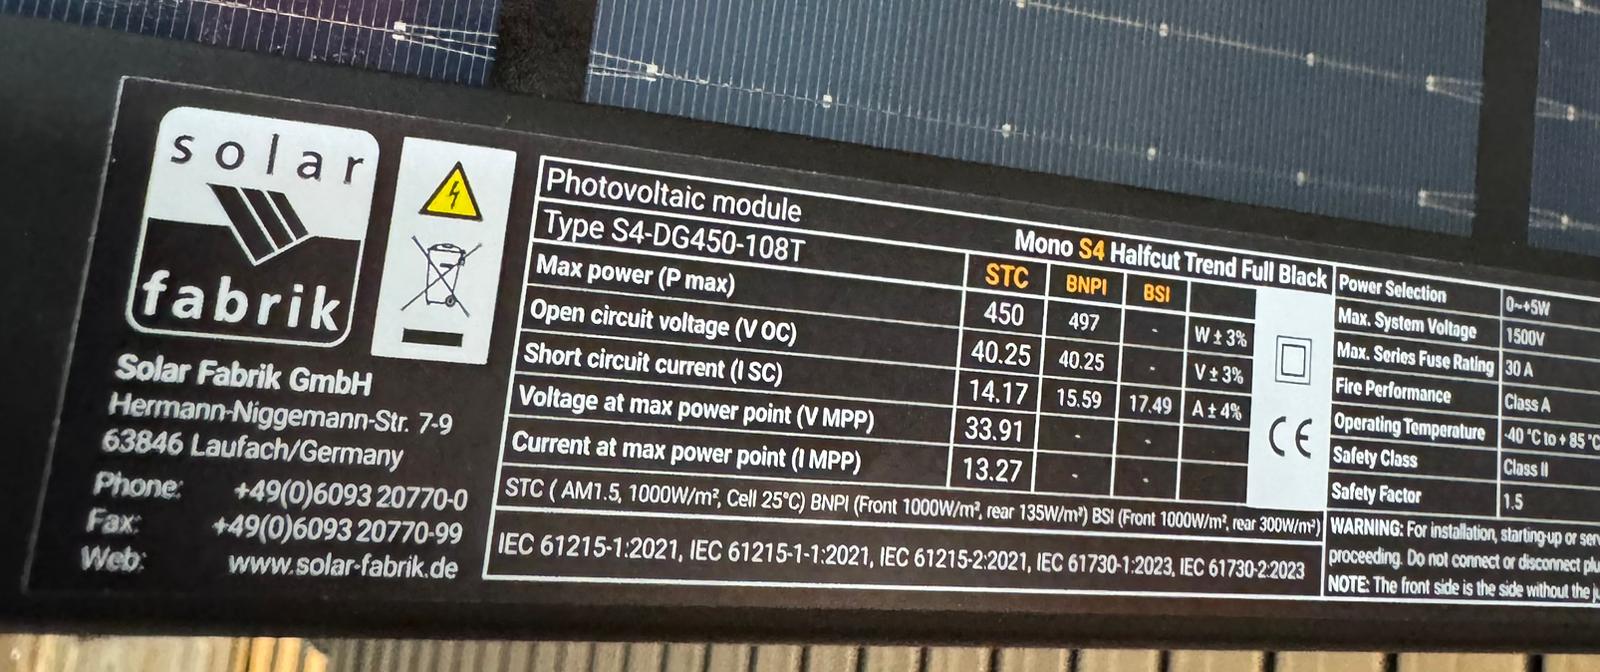 solar
fabrik
Solar Fabrik GmbH
Hermann-Niggemann-Str. 7-9
63846 Laufach/Germany
Phone: +49(0)6093 20770-0
Fax: +49(0)6093 20770-99
Web: www.solar-fabrik.de
Photovoltaic module
Type S4-DG450-108T
Mono S4 Halfcut Trend Full Black
STC BNPI BSI
Max power (P max) 450 497 - W ± 3%
Open circuit voltage (V OC) 40.25 40.25 - V ± 3%
Short circuit current (I SC) 14.17 15.59 17.49 A ± 4%
Voltage at max power point (V MPP) 33.91 - -
Current at max power point (I MPP) 13.27 - -
STC ( AM1.5, 1000W/m², Cell 25°C) BNPI (Front 1000W/m², rear 135W/m²) BSI (Front 1000W/m², rear 300W/m²)
IEC 61215-1:2021, IEC 61215-1-1:2021, IEC 61215-2:2021, IEC 61730-1:2023, IEC 61730-2:2023
CE
Power Selection 0~+5W
Max. System Voltage 1500V
Max. Series Fuse Rating 30 A
Fire Performance Class A
Operating Temperature -40 °C to + 85 °C
Safety Class Class II
Safety Factor 1.5
WARNING: For installation, starting-up or
proceeding. Do not connect or disconnect
NOTE: The front side is the side without the